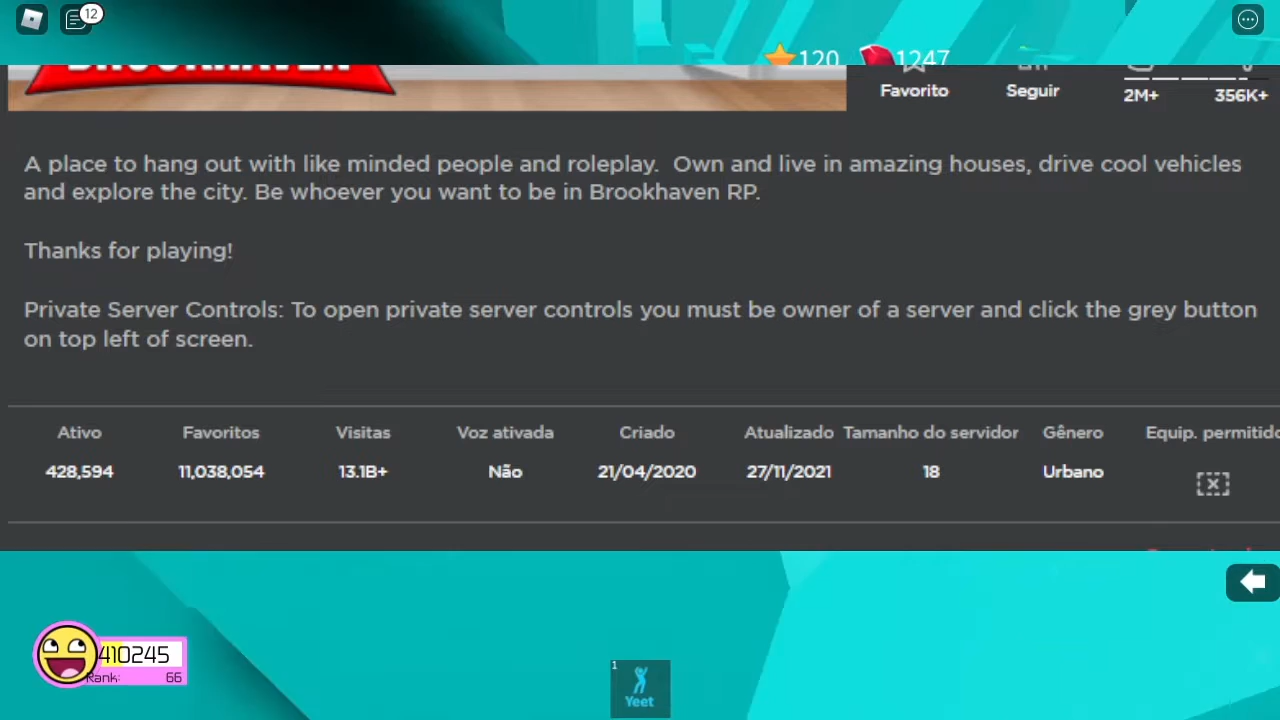 12
120
1247
BROOKHAVEN
Favorito
Seguir
2M+
356K+
A place to hang out with like minded people and roleplay. Own and live in amazing houses, drive cool vehicles
and explore the city. Be whoever you want to be in Brookhaven RP.
Thanks for playing!
Private Server Controls: To open private server controls you must be owner of a server and click the grey button
on top left of screen.
Ativo Favoritos Visitas Voz ativada Criado Atualizado Tamanho do servidor Gênero Equip. permitido
428,594 11,038,054 13.1B+ Não 21/04/2020 27/11/2021 18 Urbano
410245
Rank: 66
1
Yeet